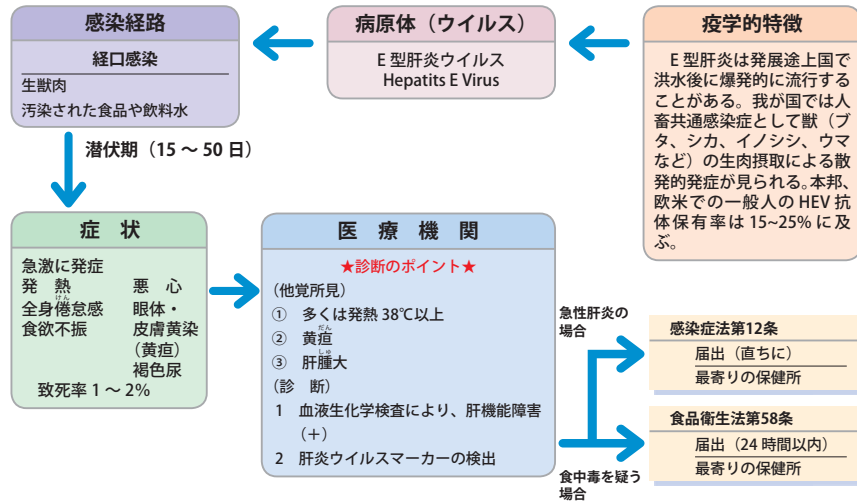 感染経路
経口感染
生獣肉
汚染された食品や飲料水
病原体（ウイルス）
E 型肝炎ウイルス
Hepatits E Virus
疫学的特徴
E 型肝炎は発展途上国で
洪水後に爆発的に流行す
ることがある。我が国では人
畜共通感染症として獣（ブ
タ、シカ、イノシシ、ウマ
など）の生肉摂取による散
発的発症が見られる。本邦、
欧米での一般人の HEV 抗
体保有率は 15~25% に及
ぶ。
潜伏期（15 ～ 50 日）
症　状
急激に発症
発　熱　　悪　心
全身倦怠感　眼体・
けん
食欲不振　皮膚黄染
（黄疸）
褐色尿
致死率 1 ～ 2%
医　療　機　関
★診断のポイント★
（他覚所見）
①　多くは発熱 38℃以上
②　黄疸
だん
③　肝腫大
しゅ
（診　断）
1　血液生化学検査により、肝機能障害
（+）
2　肝炎ウイルスマーカーの検出
急性肝炎の
場合
感染症法第12条
届出（直ちに）
最寄りの保健所
食中毒を疑う
場合
食品衛生法第58条
届出（24 時間以内）
最寄りの保健所